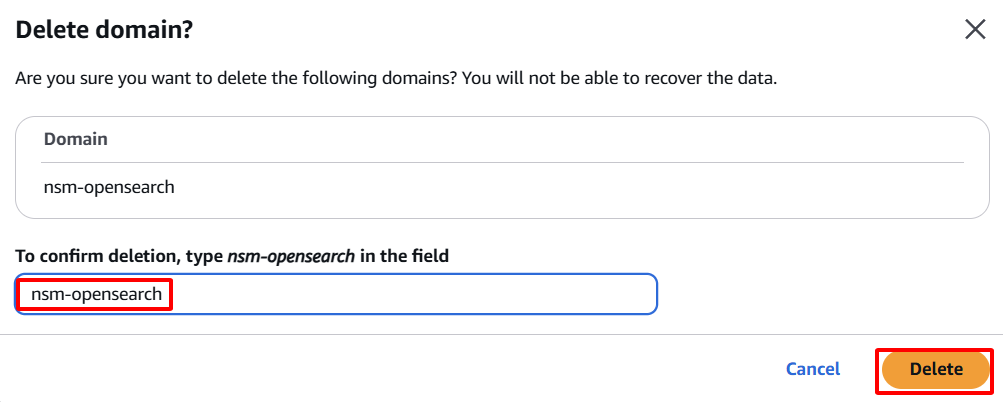 Delete domain?
Are you sure you want to delete the following domains? You will not be able to recover the data.
Domain
nsm-opensearch
To confirm deletion, type nsm-opensearch in the field
nsm-opensearch
Cancel Delete